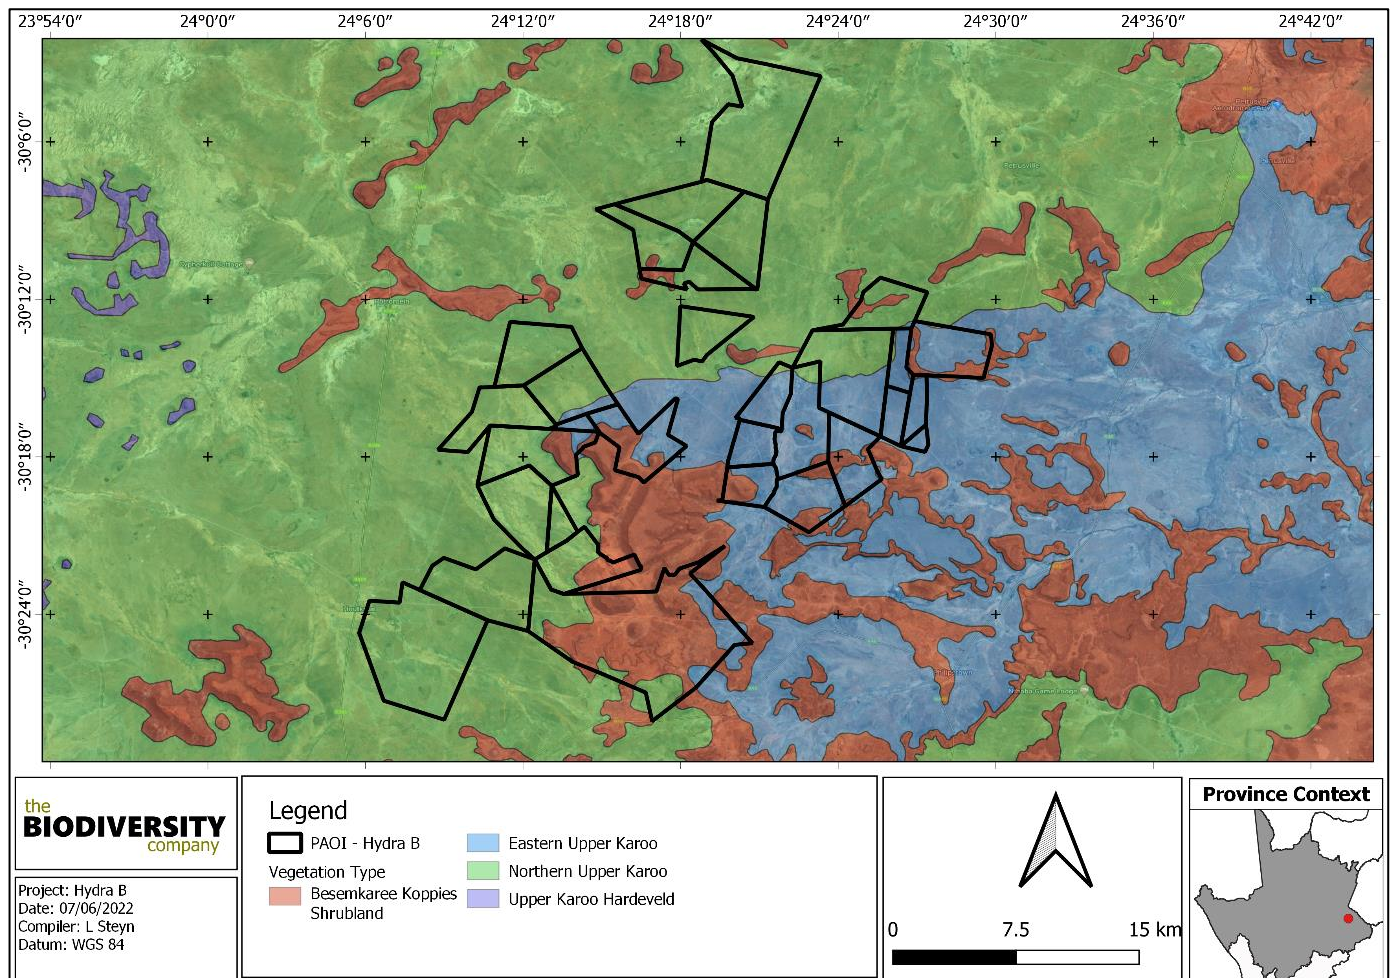 23°54′0″ 24°0′0″ 24°6′0″ 24°12′0″ 24°18′0″ 24°24′0″ 24°30′0″ 24°36′0″ 24°42′0″
-30°6′0″
-30°12′0″
-30°18′0″
-30°24′0″
Petrusville
the
BIODIVERSITY
company
Project: Hydra B
Date: 07/06/2022
Compiler: L Steyn
Datum: WGS 84
Legend
PAOI - Hydra B
Vegetation Type
Besemkaree Koppies
Shrubland
Eastern Upper Karoo
Northern Upper Karoo
Upper Karoo Hardeveld
0 7.5 15 km
Province Context